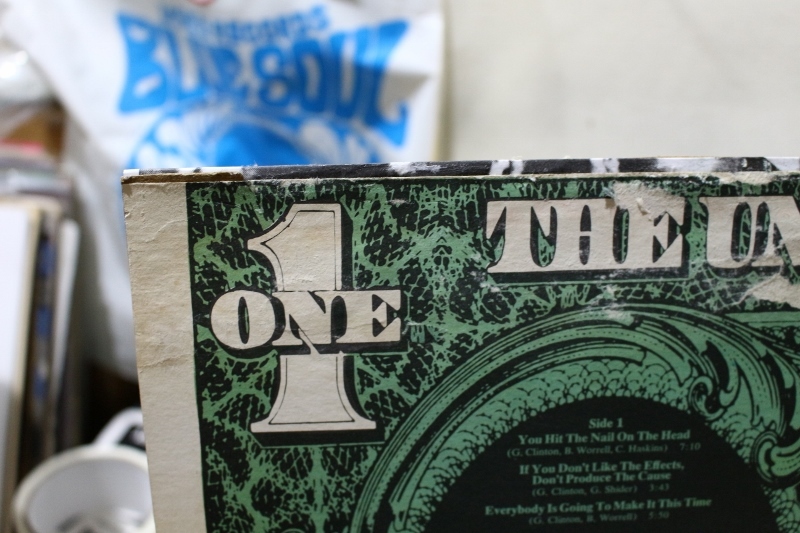 BLUE SOUL
1
ONE
THE
Side 1
You Hit The Nail On The Head
(G. Clinton, B. Worrell, C. Haskins) 7:10
If You Don't Like The Effects,
Don't Produce The Cause
(G. Clinton, G. Shider) 3:43
Everybody Is Going To Make It This Time
(G. Clinton, B. Worrell) 5:50